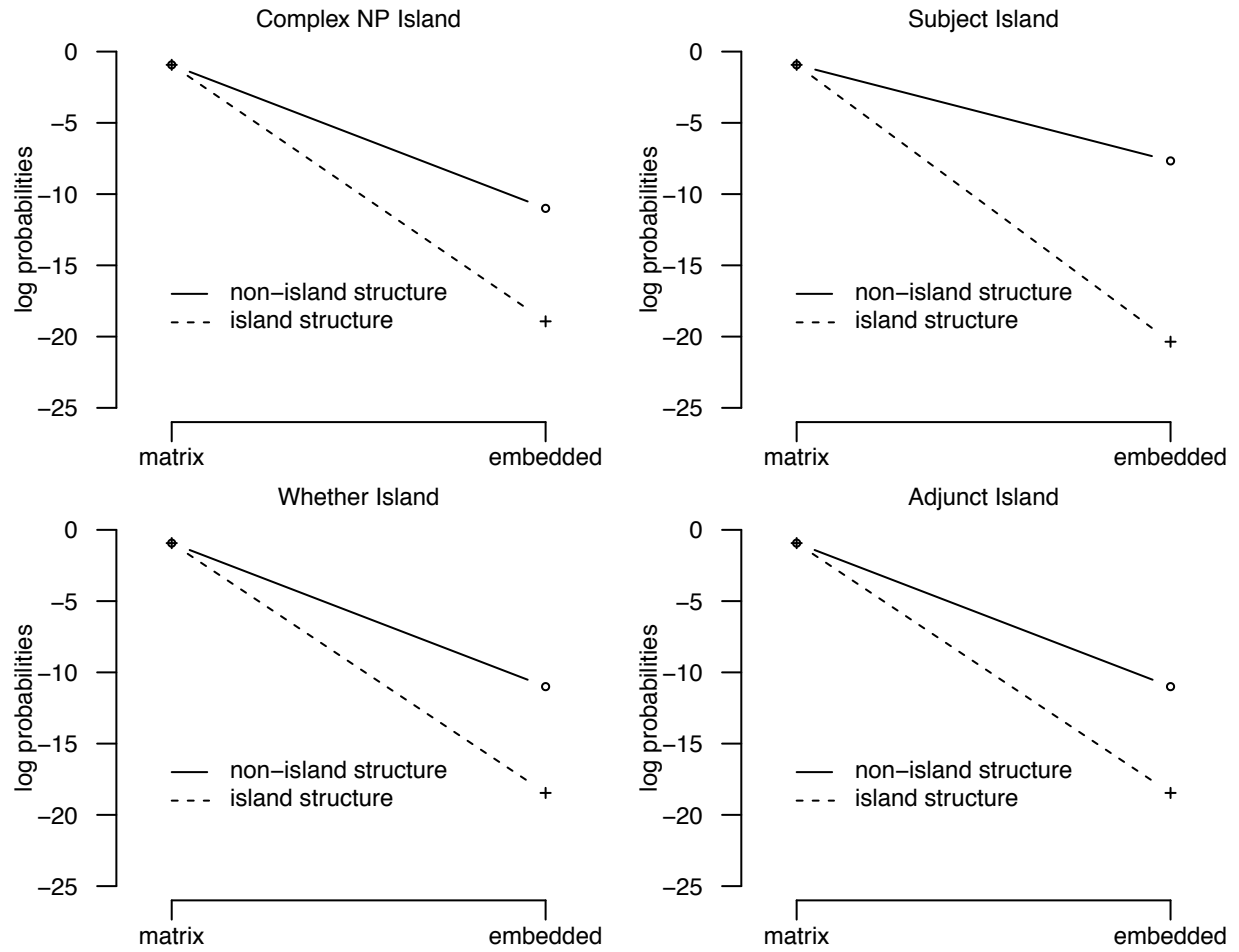 Complex NP Island
0
−5
−10
−15
−20
−25
log probabilities
non−island structure
island structure
matrix
embedded
Subject Island
0
−5
−10
−15
−20
−25
log probabilities
non−island structure
island structure
matrix
embedded
Whether Island
0
−5
−10
−15
−20
−25
log probabilities
non−island structure
island structure
matrix
embedded
Adjunct Island
0
−5
−10
−15
−20
−25
log probabilities
non−island structure
island structure
matrix
embedded